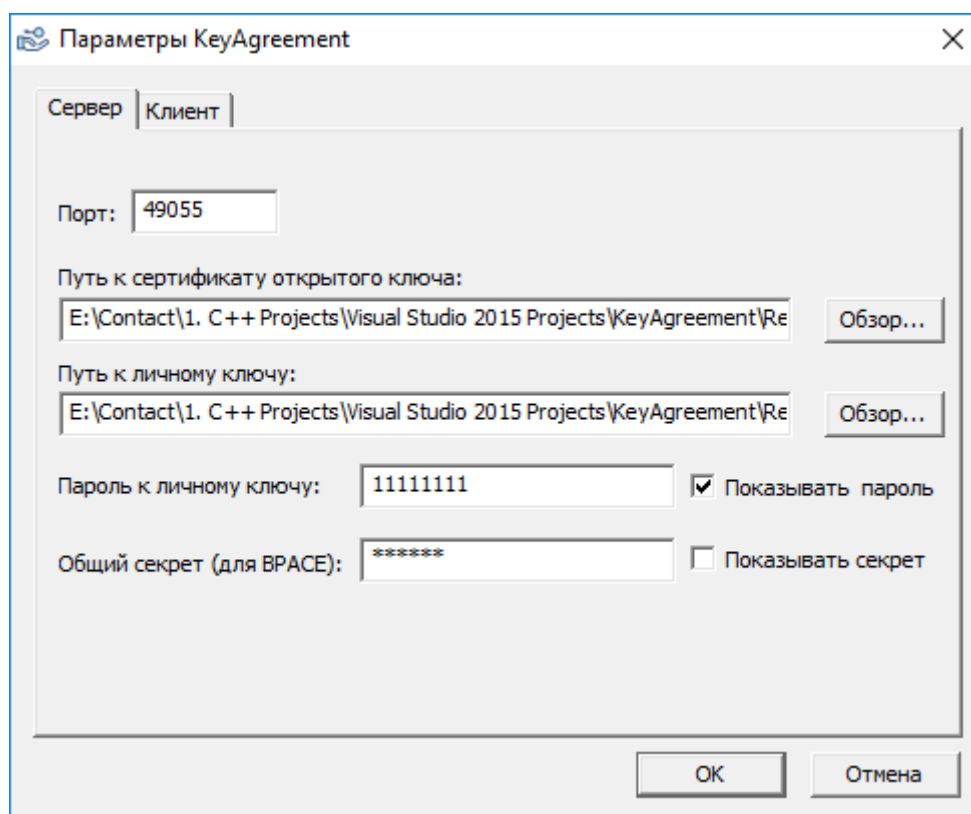 Параметры KeyAgreement
Сервер Клиент
Порт: 49055
Путь к сертификату открытого ключа:
E:\Contact\1. C++ Projects\Visual Studio 2015 Projects\KeyAgreement\Re Обзор...
Путь к личному ключу:
E:\Contact\1. C++ Projects\Visual Studio 2015 Projects\KeyAgreement\Re Обзор...
Пароль к личному ключу: 11111111 Показывать пароль
Общий секрет (для BPACE): ****** Показывать секрет
OK Отмена